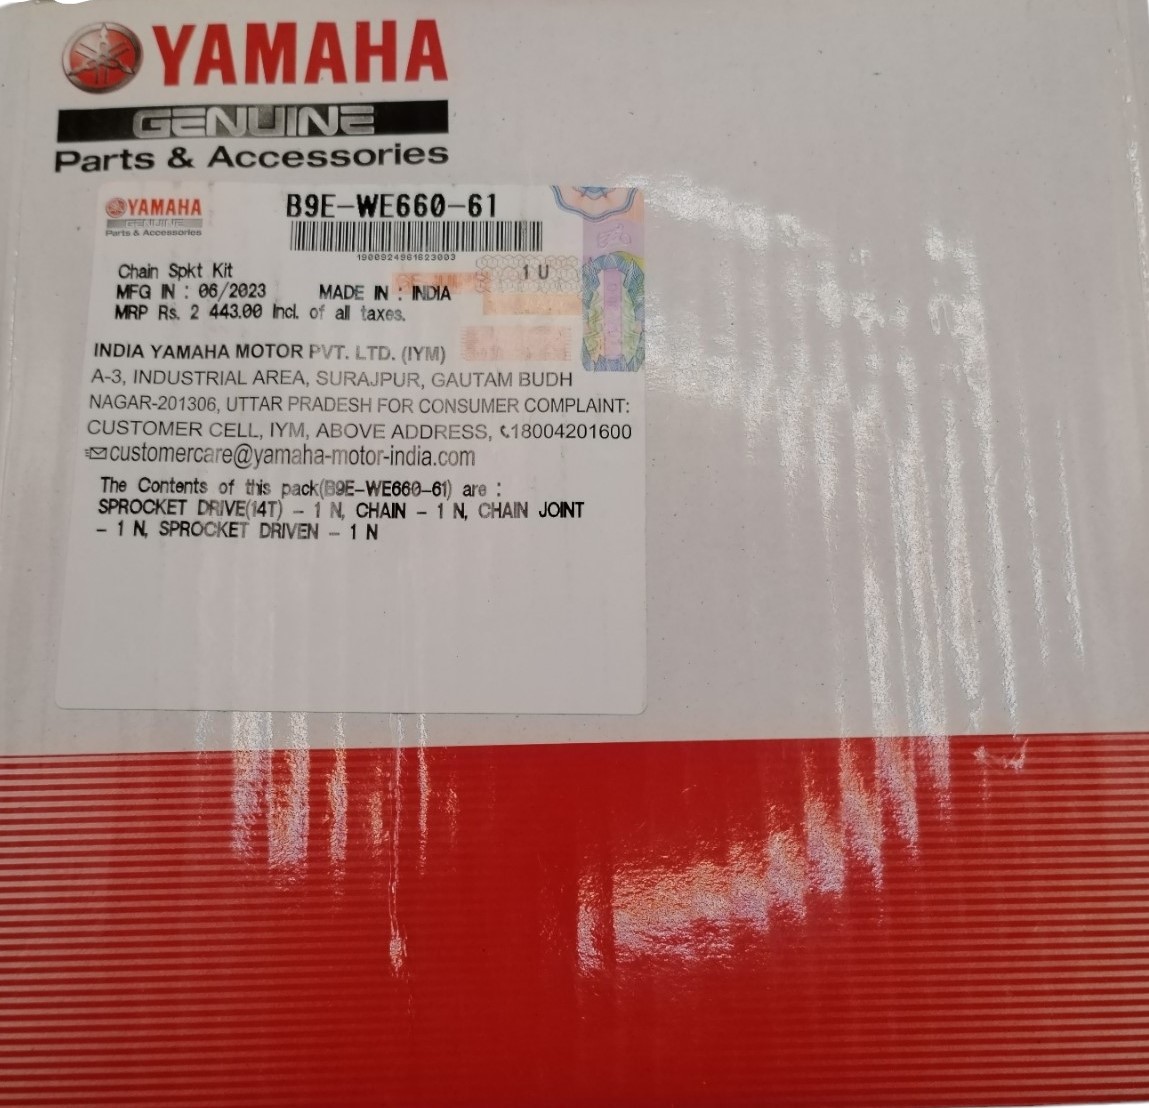 YAMAHA
GENUINE
Parts & Accessories
YAMAHA
GENUINE
Parts & Accessories
B9E-WE660-61
1900924961623003
Chain Spkt Kit
1 U
MFG IN : 06/2023 MADE IN : INDIA
MRP Rs. 2 443.00 Incl. of all taxes.
INDIA YAMAHA MOTOR PVT. LTD. (IYM)
A-3, INDUSTRIAL AREA, SURAJPUR, GAUTAM BUDH
NAGAR-201306, UTTAR PRADESH FOR CONSUMER COMPLAINT:
CUSTOMER CELL, IYM, ABOVE ADDRESS, 18004201600
customercare@yamaha-motor-india.com
The Contents of this pack(B9E-WE660-61) are :
SPROCKET DRIVE(14T) - 1 N, CHAIN - 1 N, CHAIN JOINT
- 1 N, SPROCKET DRIVEN - 1 N